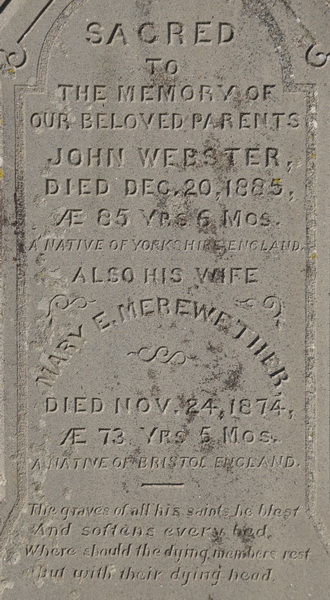 SACRED
TO
THE MEMORY OF
OUR BELOVED PARENTS
JOHN WEBSTER,
DIED DEC. 20, 1885,
Æ 85 YRS 6 MOS.
A NATIVE OF YORKSHIRE ENGLAND.
ALSO HIS WIFE
MARY E. MEREWETHER
DIED NOV. 24, 1874,
Æ 73 YRS 5 MOS.
A NATIVE OF BRISTOL ENGLAND.
The graves of all his saints he blest
And softens every bed,
Where should the dying members rest
but with their dying head.